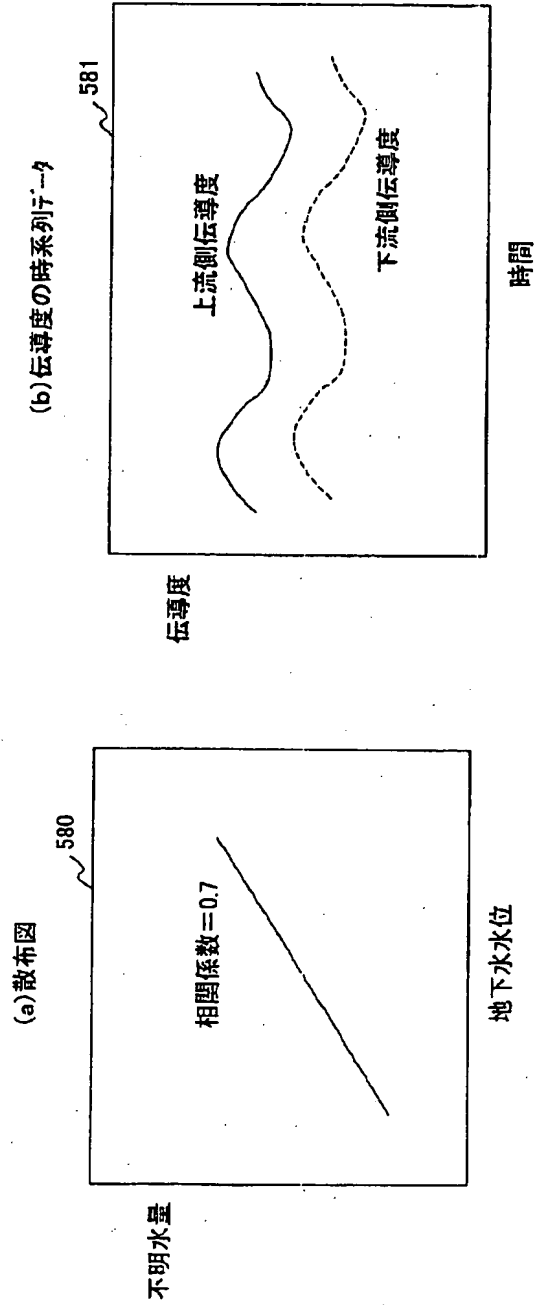 (a)散布図
580
不明水量
相関係数=0.7
地下水水位
(b)伝導度の時系列データ
581
伝導度
上流側伝導度
下流側伝導度
時間